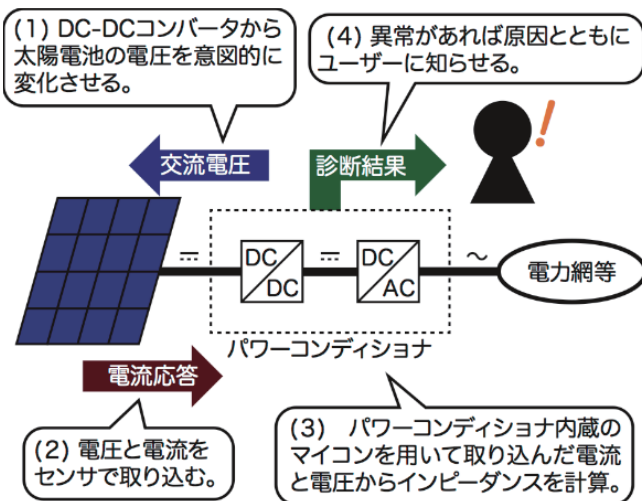 (1) DC-DCコンバータから
太陽電池の電圧を意図的に
変化させる。
(4) 異常があれば原因とともに
ユーザーに知らせる。
交流電圧
診断結果
DC
DC
DC
AC
~
電力網等
パワーコンディショナ
電流応答
(2) 電圧と電流を
センサで取り込む。
(3) パワーコンディショナ内蔵の
マイコンを用いて取り込んだ電流
と電圧からインピーダンスを計算。